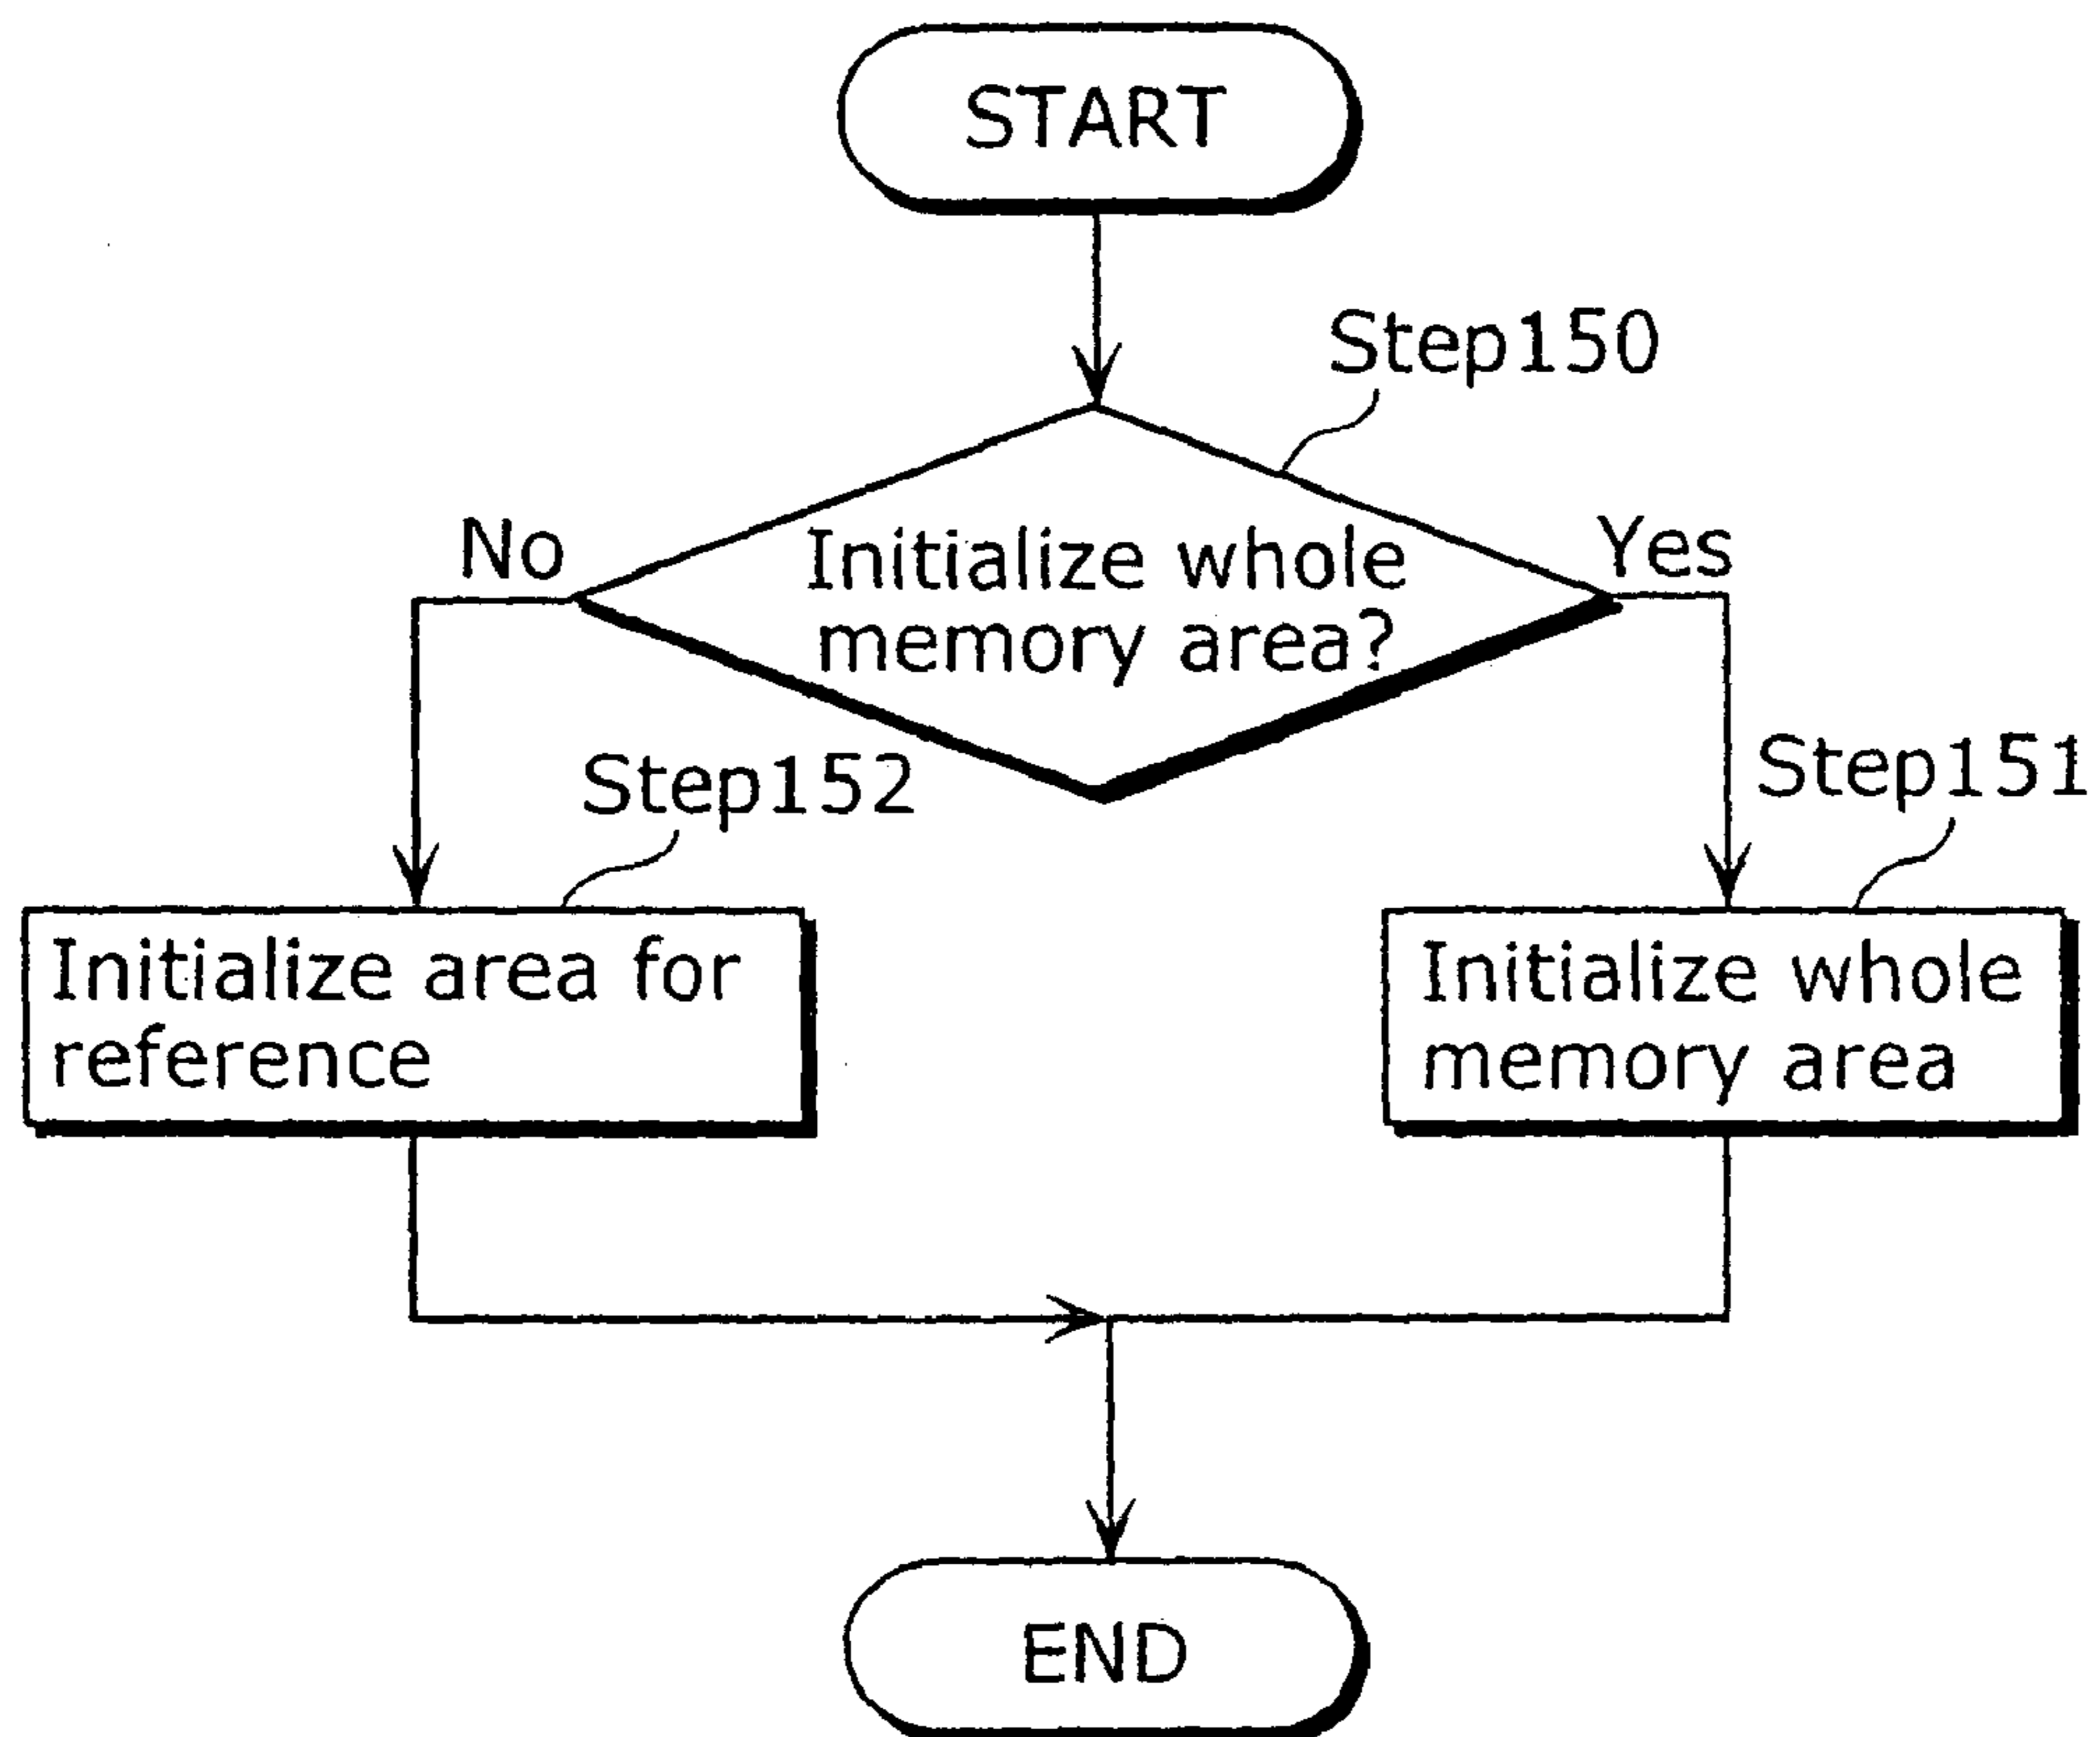 START
Step150
No
Initialize whole
memory area?
Yes
Step152
Step151
Initialize area for
reference
Initialize whole
memory area
END